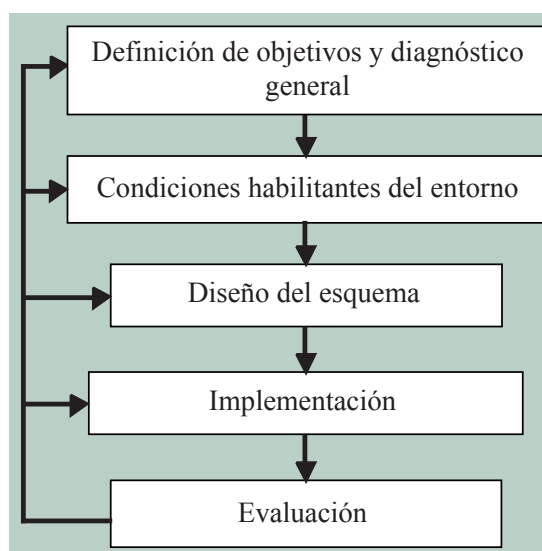 Definición de objetivos y diagnóstico
general
Condiciones habilitantes del entorno
Diseño del esquema
Implementación
Evaluación